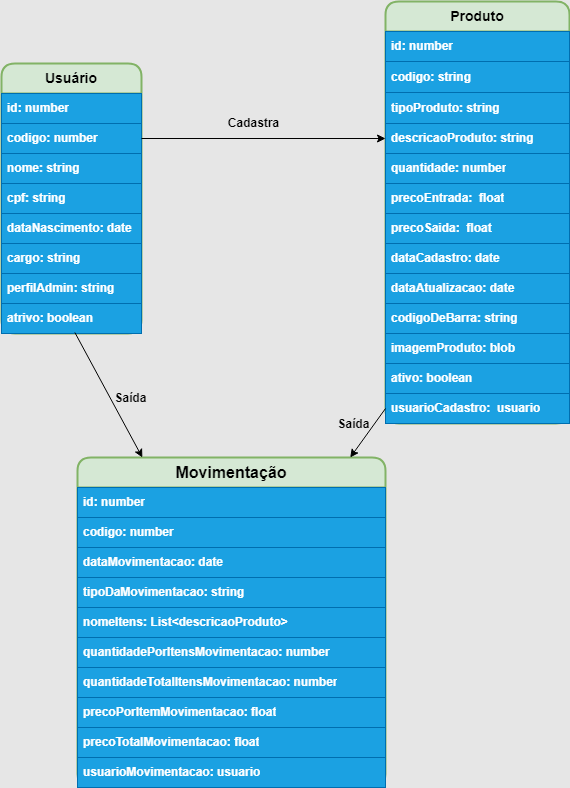 Produto
id: number
codigo: string
tipoProduto: string
descricaoProduto: string
quantidade: number
precoEntrada:  float
precoSaida:  float
dataCadastro: date
dataAtualizacao: date
codigoDeBarra: string
imagemProduto: blob
ativo: boolean
usuarioCadastro:  usuario
Usuário
id: number
codigo: number
nome: string
cpf: string
dataNascimento: date
cargo: string
perfilAdmin: string
atrivo: boolean
Cadastra
Saída
Saída
Movimentação
id: number
codigo: number
dataMovimentacao: date
tipoDaMovimentacao: string
nomeItens: List<descricaoProduto>
quantidadePorItensMovimentacao: number
quantidadeTotalItensMovimentacao: number
precoPorItemMovimentacao: float
precoTotalMovimentacao: float
usuarioMovimentacao: usuario